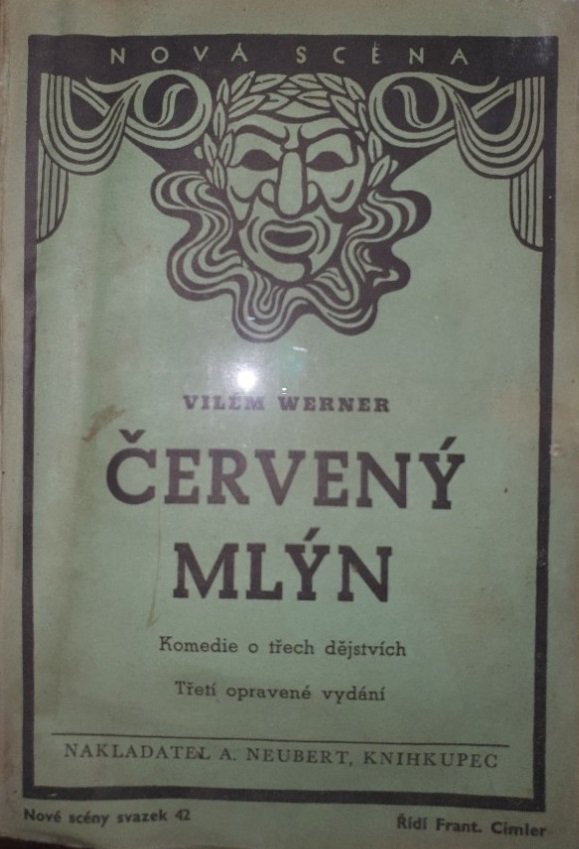 NOVÁ SCÉNA
VILÉM WERNER
ČERVENÝ
MLÝN
Komedie o třech dějstvích
Třetí opravené vydání
NAKLADATEL A. NEUBERT, KNIHKUPEC
Nové scény svazek 42
Řídí Frant. Cimler